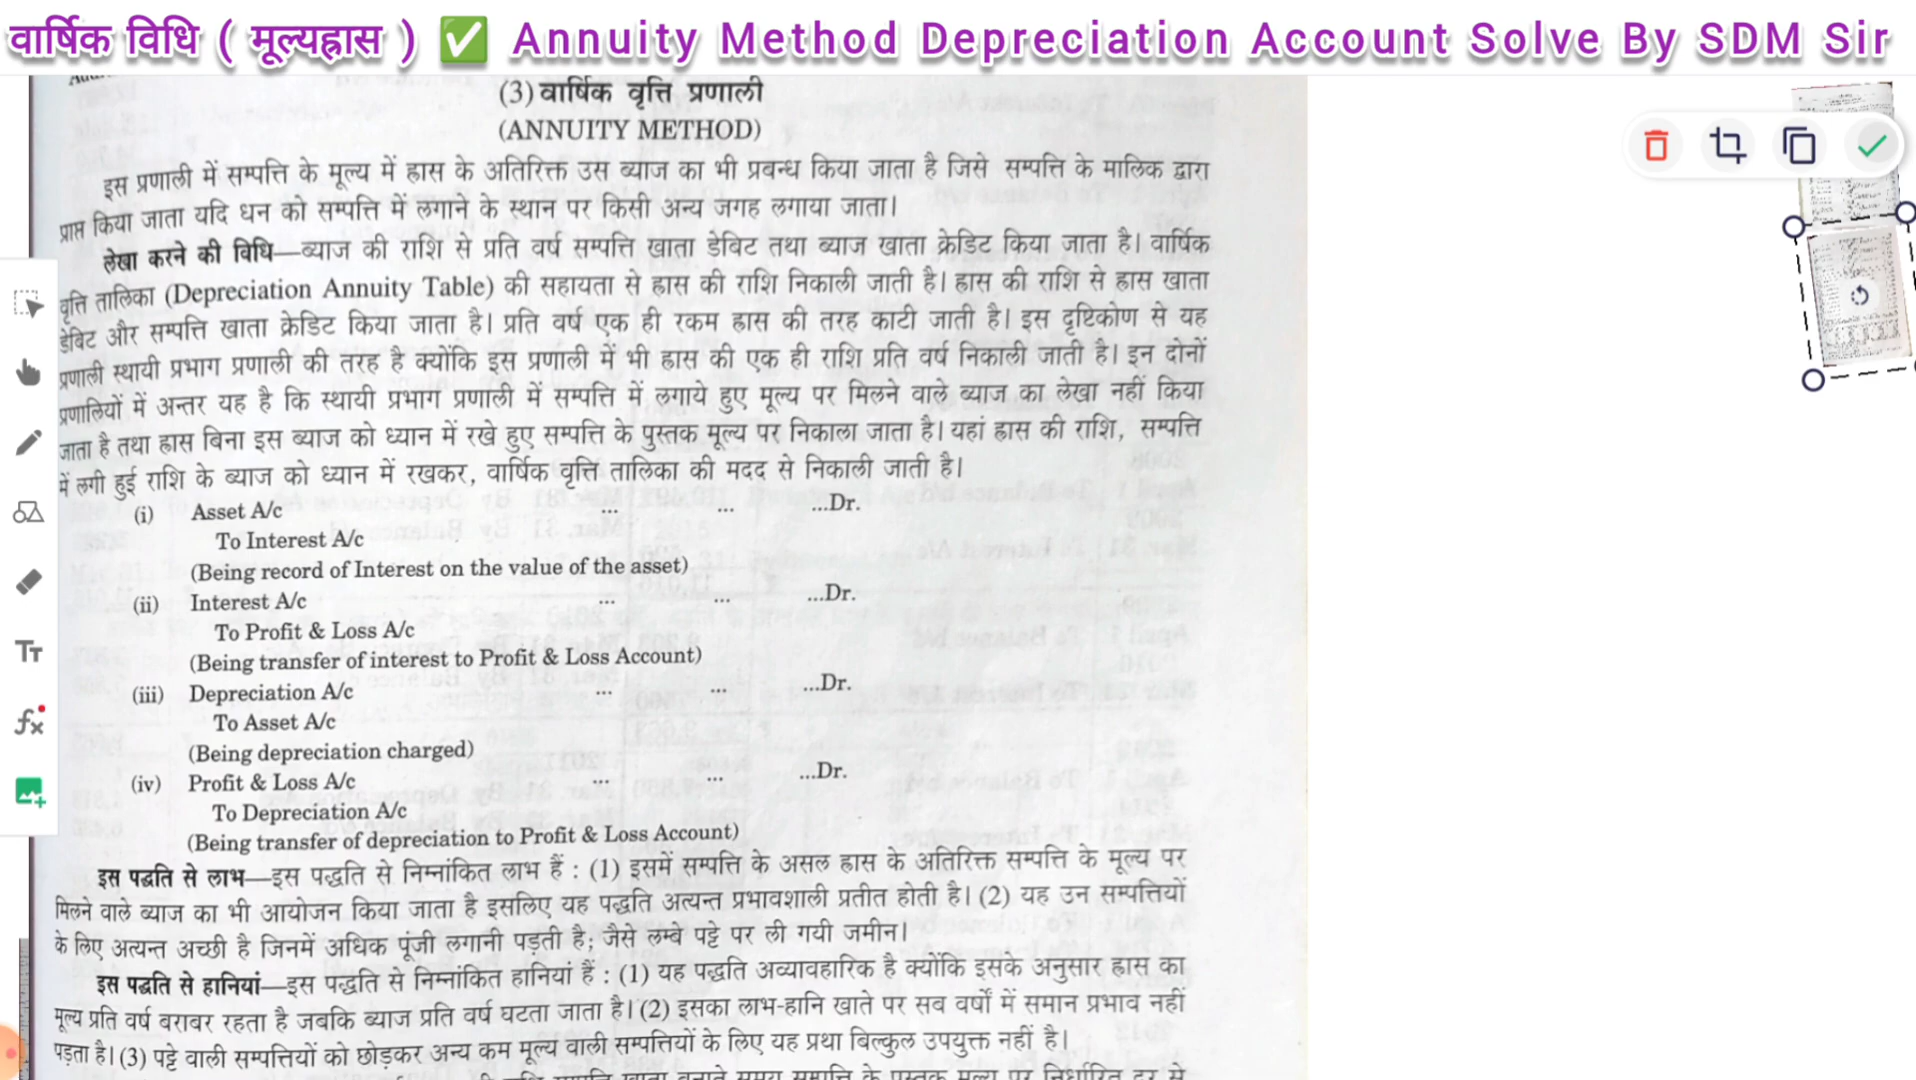 वार्षिक विधि ( मूल्यह्रास ) ✅ Annuity Method Depreciation Account Solve By SDM Sir
(3) वार्षिक वृत्ति प्रणाली
(ANNUITY METHOD)
इस प्रणाली में सम्पत्ति के मूल्य में ह्रास के अतिरिक्त उस ब्याज का भी प्रबन्ध किया जाता है जिसे सम्पत्ति के मालिक द्वारा
प्राप्त किया जाता यदि धन को सम्पत्ति में लगाने के स्थान पर किसी अन्य जगह लगाया जाता।
लेखा करने की विधि—ब्याज की राशि से प्रति वर्ष सम्पत्ति खाता डेबिट तथा ब्याज खाता क्रेडिट किया जाता है। वार्षिक
वृत्ति तालिका (Depreciation Annuity Table) की सहायता से ह्रास की राशि निकाली जाती है। ह्रास की राशि से ह्रास खाता
डेबिट और सम्पत्ति खाता क्रेडिट किया जाता है। प्रति वर्ष एक ही रकम ह्रास की तरह काटी जाती है। इस दृष्टिकोण से यह
प्रणाली स्थायी प्रभाग प्रणाली की तरह है क्योंकि इस प्रणाली में भी ह्रास की एक ही राशि प्रति वर्ष निकाली जाती है। इन दोनों
प्रणालियों में अन्तर यह है कि स्थायी प्रभाग प्रणाली में सम्पत्ति में लगाये हुए मूल्य पर मिलने वाले ब्याज का लेखा नहीं किया
जाता है तथा ह्रास बिना इस ब्याज को ध्यान में रखे हुए सम्पत्ति के पुस्तक मूल्य पर निकाला जाता है। यहां ह्रास की राशि, सम्पत्ति
में लगी हुई राशि के ब्याज को ध्यान में रखकर, वार्षिक वृत्ति तालिका की मदद से निकाली जाती है।
(i) Asset A/c ... ... ...Dr.
To Interest A/c
(Being record of Interest on the value of the asset)
(ii) Interest A/c ... ... ...Dr.
To Profit & Loss A/c
(Being transfer of interest to Profit & Loss Account)
(iii) Depreciation A/c ... ... ...Dr.
To Asset A/c
(Being depreciation charged)
(iv) Profit & Loss A/c ... ... ...Dr.
To Depreciation A/c
(Being transfer of depreciation to Profit & Loss Account)
इस पद्धति से लाभ—इस पद्धति से निम्नांकित लाभ हैं : (1) इसमें सम्पत्ति के असल ह्रास के अतिरिक्त सम्पत्ति के मूल्य पर
मिलने वाले ब्याज का भी आयोजन किया जाता है इसलिए यह पद्धति अत्यन्त प्रभावशाली प्रतीत होती है। (2) यह उन सम्पत्तियों
के लिए अत्यन्त अच्छी है जिनमें अधिक पूंजी लगानी पड़ती है; जैसे लम्बे पट्टे पर ली गयी जमीन।
इस पद्धति से हानियां—इस पद्धति से निम्नांकित हानियां हैं : (1) यह पद्धति अव्यावहारिक है क्योंकि इसके अनुसार ह्रास का
मूल्य प्रति वर्ष बराबर रहता है जबकि ब्याज प्रति वर्ष घटता जाता है। (2) इसका लाभ-हानि खाते पर सब वर्षों में समान प्रभाव नहीं
पड़ता है। (3) पट्टे वाली सम्पत्तियों को छोड़कर अन्य कम मूल्य वाली सम्पत्तियों के लिए यह प्रथा बिल्कुल उपयुक्त नहीं है।
Tт
fx